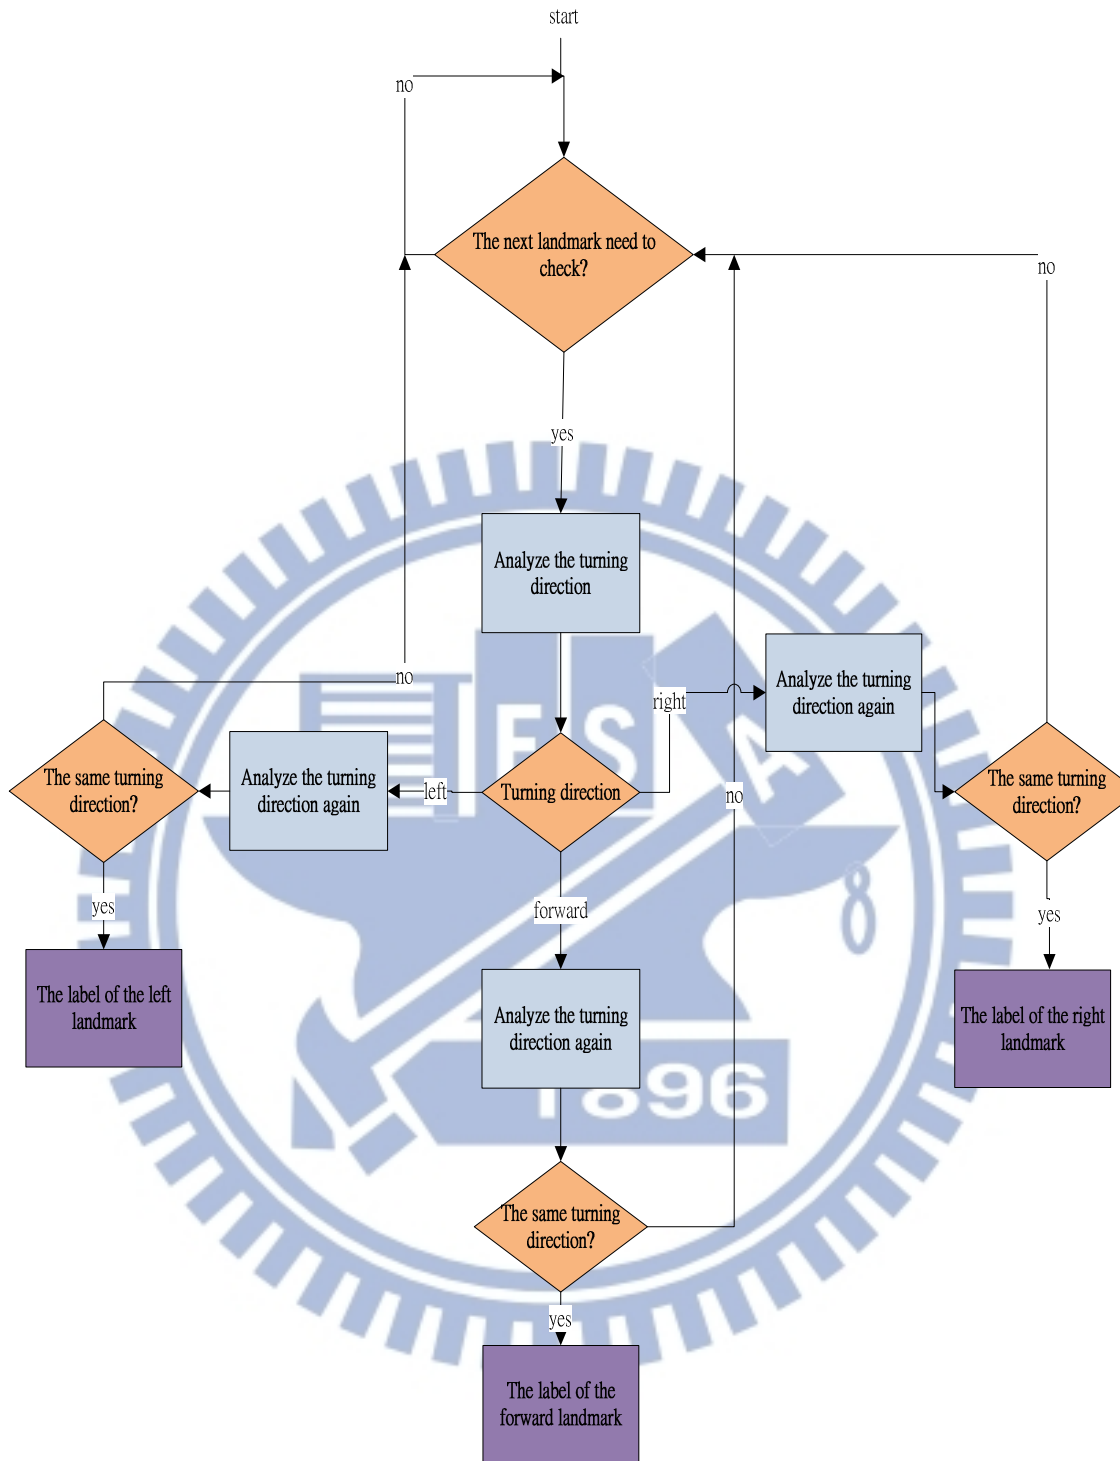 start
no
The next landmark need to
check?
no
yes
Analyze the turning
direction
Analyze the turning
direction again
no
right
The same turning
direction?
Analyze the turning
direction again
left
Turning direction
no
The same turning
direction?
yes
forward
yes
The label of the left
landmark
Analyze the turning
direction again
The label of the right
landmark
E S A
8
1896
The same turning
direction?
yes
The label of the
forward landmark